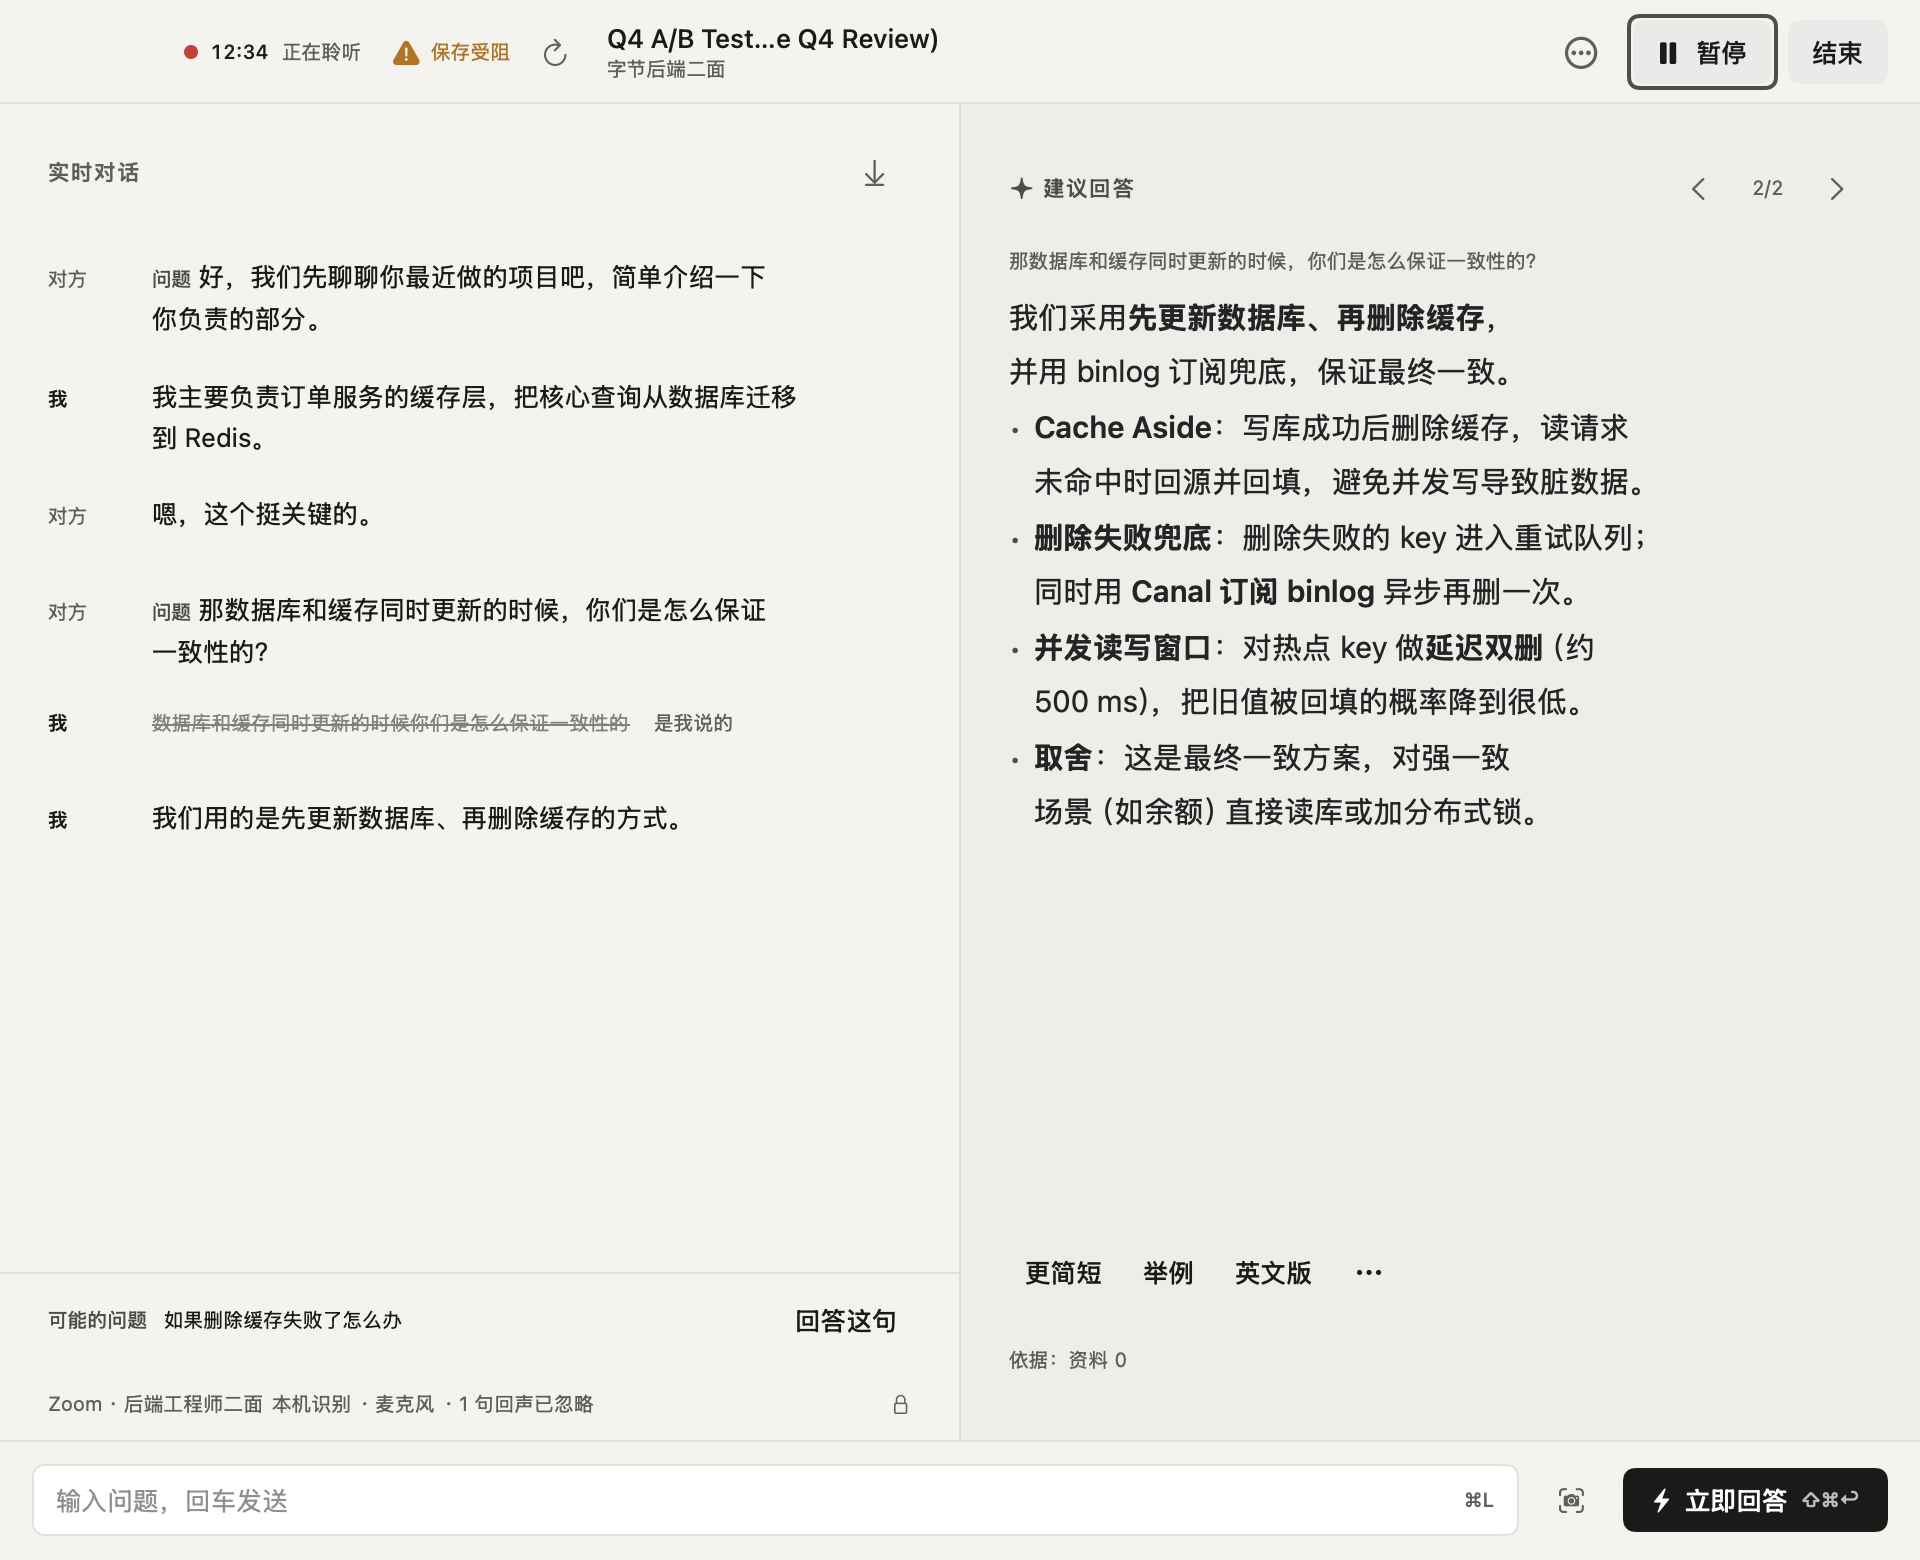 12:34 正在聆听 保存受阻
Q4 A/B Test...e Q4 Review)
字节后端二面
暂停 结束
实时对话
对方 问题 好，我们先聊聊你最近做的项目吧，简单介绍一下
你负责的部分。
我 我主要负责订单服务的缓存层，把核心查询从数据库迁移
到 Redis。
对方 嗯，这个挺关键的。
对方 问题 那数据库和缓存同时更新的时候，你们是怎么保证
一致性的?
我 数据库和缓存同时更新的时候你们是怎么保证一致性的 是我说的
我 我们用的是先更新数据库、再删除缓存的方式。
可能的问题 如果删除缓存失败了怎么办 回答这句
Zoom · 后端工程师二面 本机识别 · 麦克风 · 1 句回声已忽略
建议回答 2/2
那数据库和缓存同时更新的时候，你们是怎么保证一致性的?
我们采用先更新数据库、再删除缓存，
并用 binlog 订阅兜底，保证最终一致。
• Cache Aside：写库成功后删除缓存，读请求
未命中时回源并回填，避免并发写导致脏数据。
• 删除失败兜底：删除失败的 key 进入重试队列；
同时用 Canal 订阅 binlog 异步再删一次。
• 并发读写窗口：对热点 key 做延迟双删（约
500 ms），把旧值被回填的概率降到很低。
• 取舍：这是最终一致方案，对强一致
场景（如余额）直接读库或加分布式锁。
更简短 举例 英文版 ···
依据：资料 0
输入问题，回车发送 ⌘L
立即回答 ⇧⌘↩